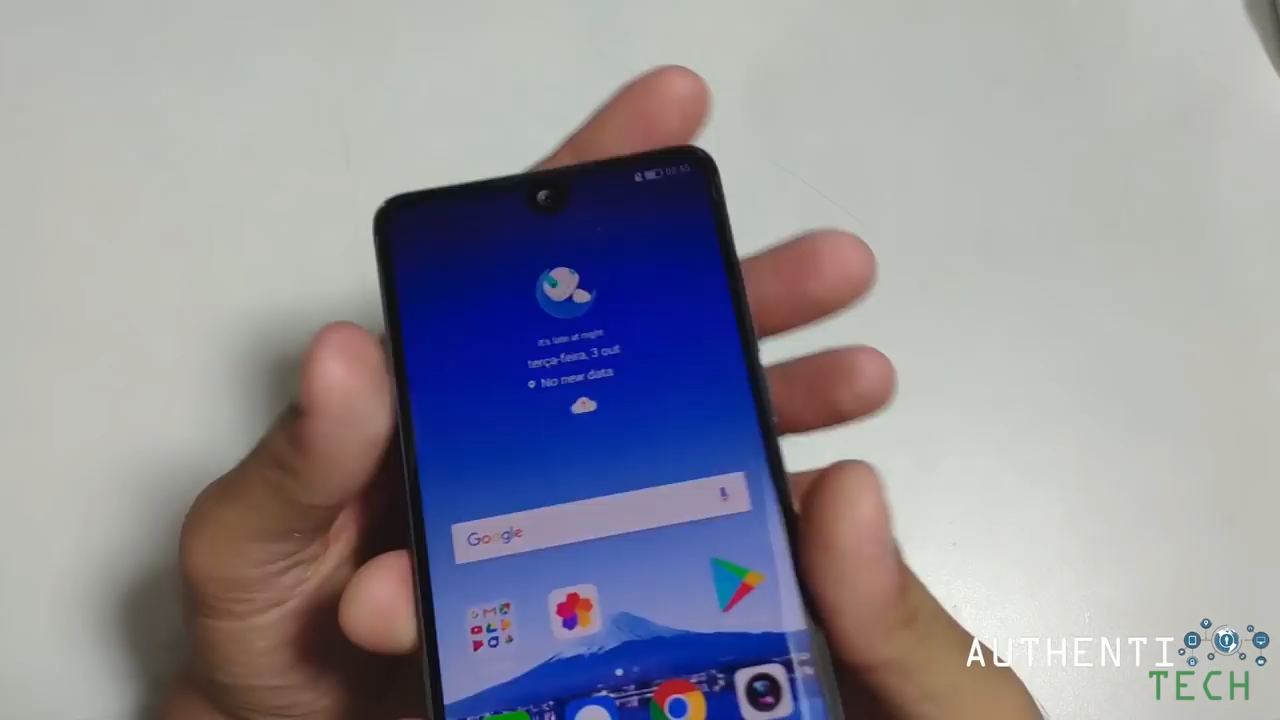 It's late at night
terça-feira, 3 out
No new data
Google
AUTHENTI
TECH